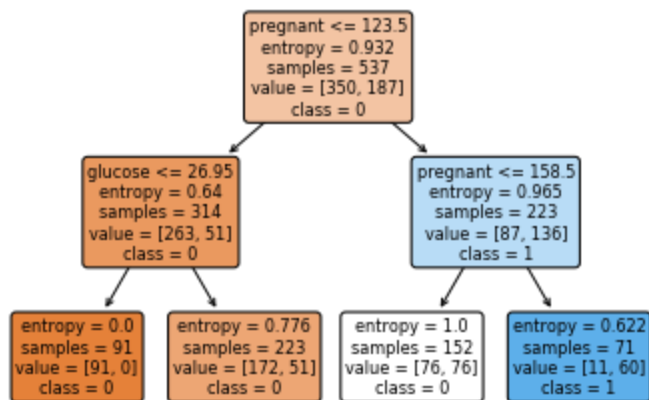 pregnant <= 123.5
entropy = 0.932
samples = 537
value = [350, 187]
class = 0
glucose <= 26.95
entropy = 0.64
samples = 314
value = [263, 51]
class = 0
pregnant <= 158.5
entropy = 0.965
samples = 223
value = [87, 136]
class = 1
entropy = 0.0
samples = 91
value = [91, 0]
class = 0
entropy = 0.776
samples = 223
value = [172, 51]
class = 0
entropy = 1.0
samples = 152
value = [76, 76]
class = 0
entropy = 0.622
samples = 71
value = [11, 60]
class = 1